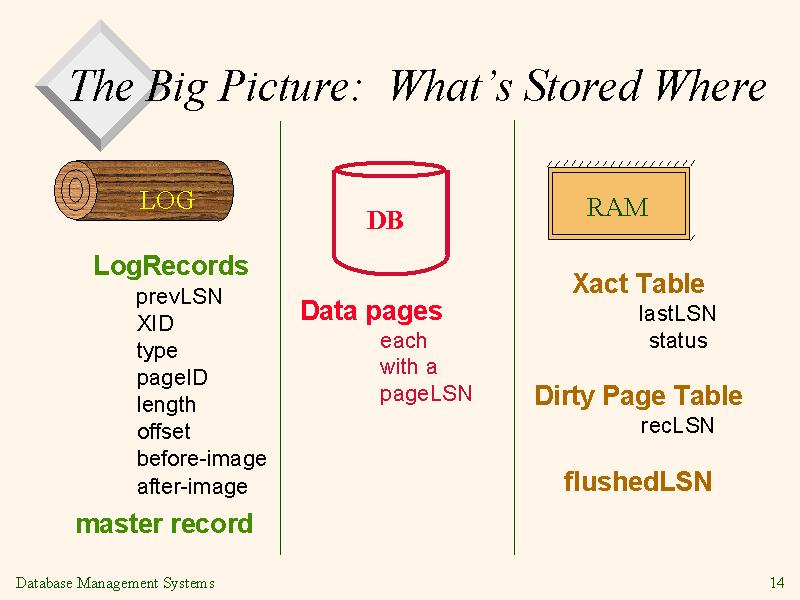 The Big Picture: What's Stored Where
LOG
LogRecords
prevLSN
XID
type
pageID
length
offset
before-image
after-image
master record
DB
Data pages
each
with a
pageLSN
RAM
Xact Table
lastLSN
status
Dirty Page Table
recLSN
flushedLSN
Database Management Systems
14